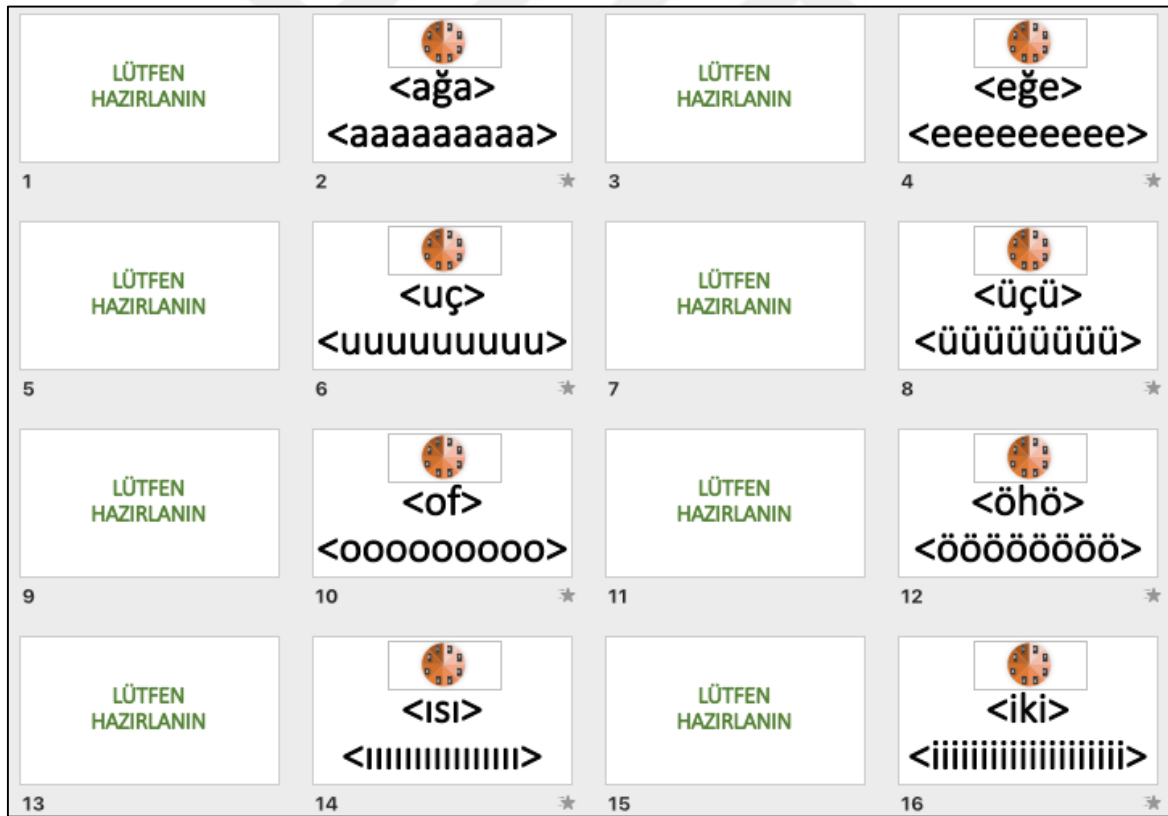 LÜTFEN
HAZIRLANIN
1
<ağa>
<aaaaaaaaa>
2
LÜTFEN
HAZIRLANIN
3
<eğe>
<eeeeeeeee>
4
LÜTFEN
HAZIRLANIN
5
<uç>
<uuuuuuuuu>
6
LÜTFEN
HAZIRLANIN
7
<üçü>
<üüüüüüüü>
8
LÜTFEN
HAZIRLANIN
9
<of>
<ooooooooo>
10
LÜTFEN
HAZIRLANIN
11
<öhö>
<öööööööö>
12
LÜTFEN
HAZIRLANIN
13
<ısı>
<ıııııııııııııııı>
14
LÜTFEN
HAZIRLANIN
15
<iki>
<iiiiiiiiiiiiiiiiiiii>
16